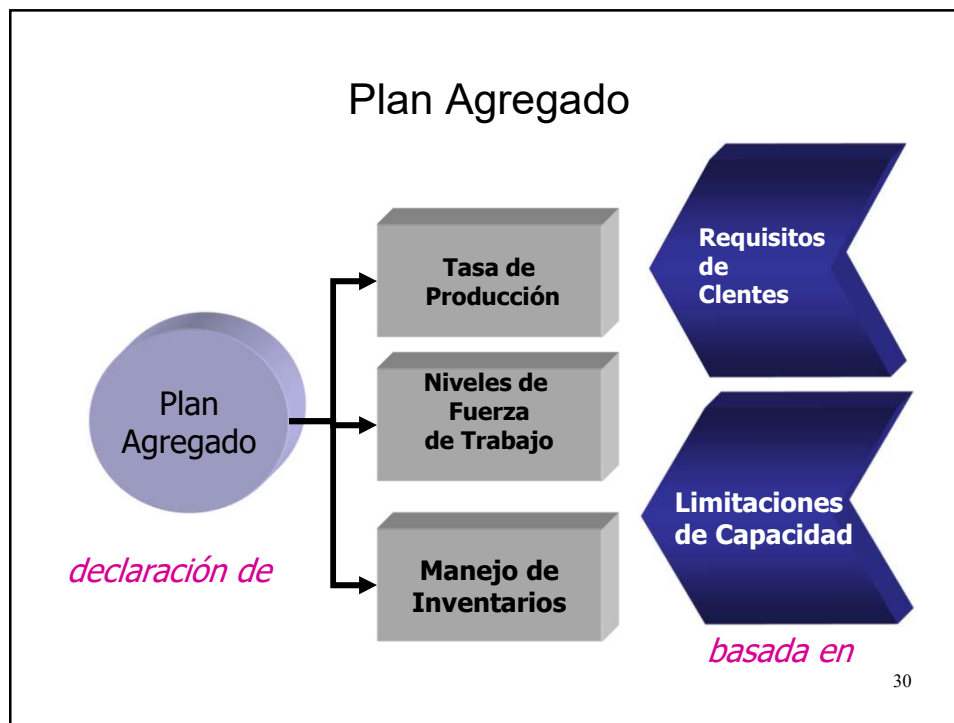 Plan Agregado
Plan
Agregado
declaración de
Tasa de
Producción
Niveles de
Fuerza
de Trabajo
Manejo de
Inventarios
Requisitos
de
Clentes
Limitaciones
de Capacidad
basada en
30